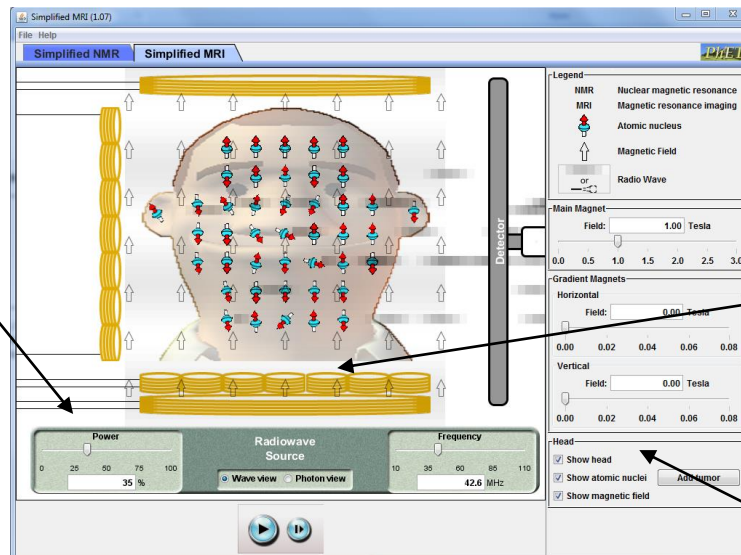 Simplified MRI (1.07)
File Help
Simplified NMR
Simplified MRI
PhET
Legend
NMR Nuclear magnetic resonance
MRI Magnetic resonance imaging
Atomic nucleus
Magnetic Field
or
Radio Wave
Detector
Main Magnet
Field: 1.00 Tesla
0.0 0.5 1.0 1.5 2.0 2.5 3.0
Gradient Magnets
Horizontal
Field: 0.00 Tesla
0.00 0.02 0.04 0.06 0.08
Vertical
Field: 0.00 Tesla
0.00 0.02 0.04 0.06 0.08
Head
Show head
Show atomic nuclei
Add tumor
Show magnetic field
Power
0 25 50 75 100
35 %
Radiowave
Source
Wave view Photon view
Frequency
10 35 60 85 110
42.6 MHz